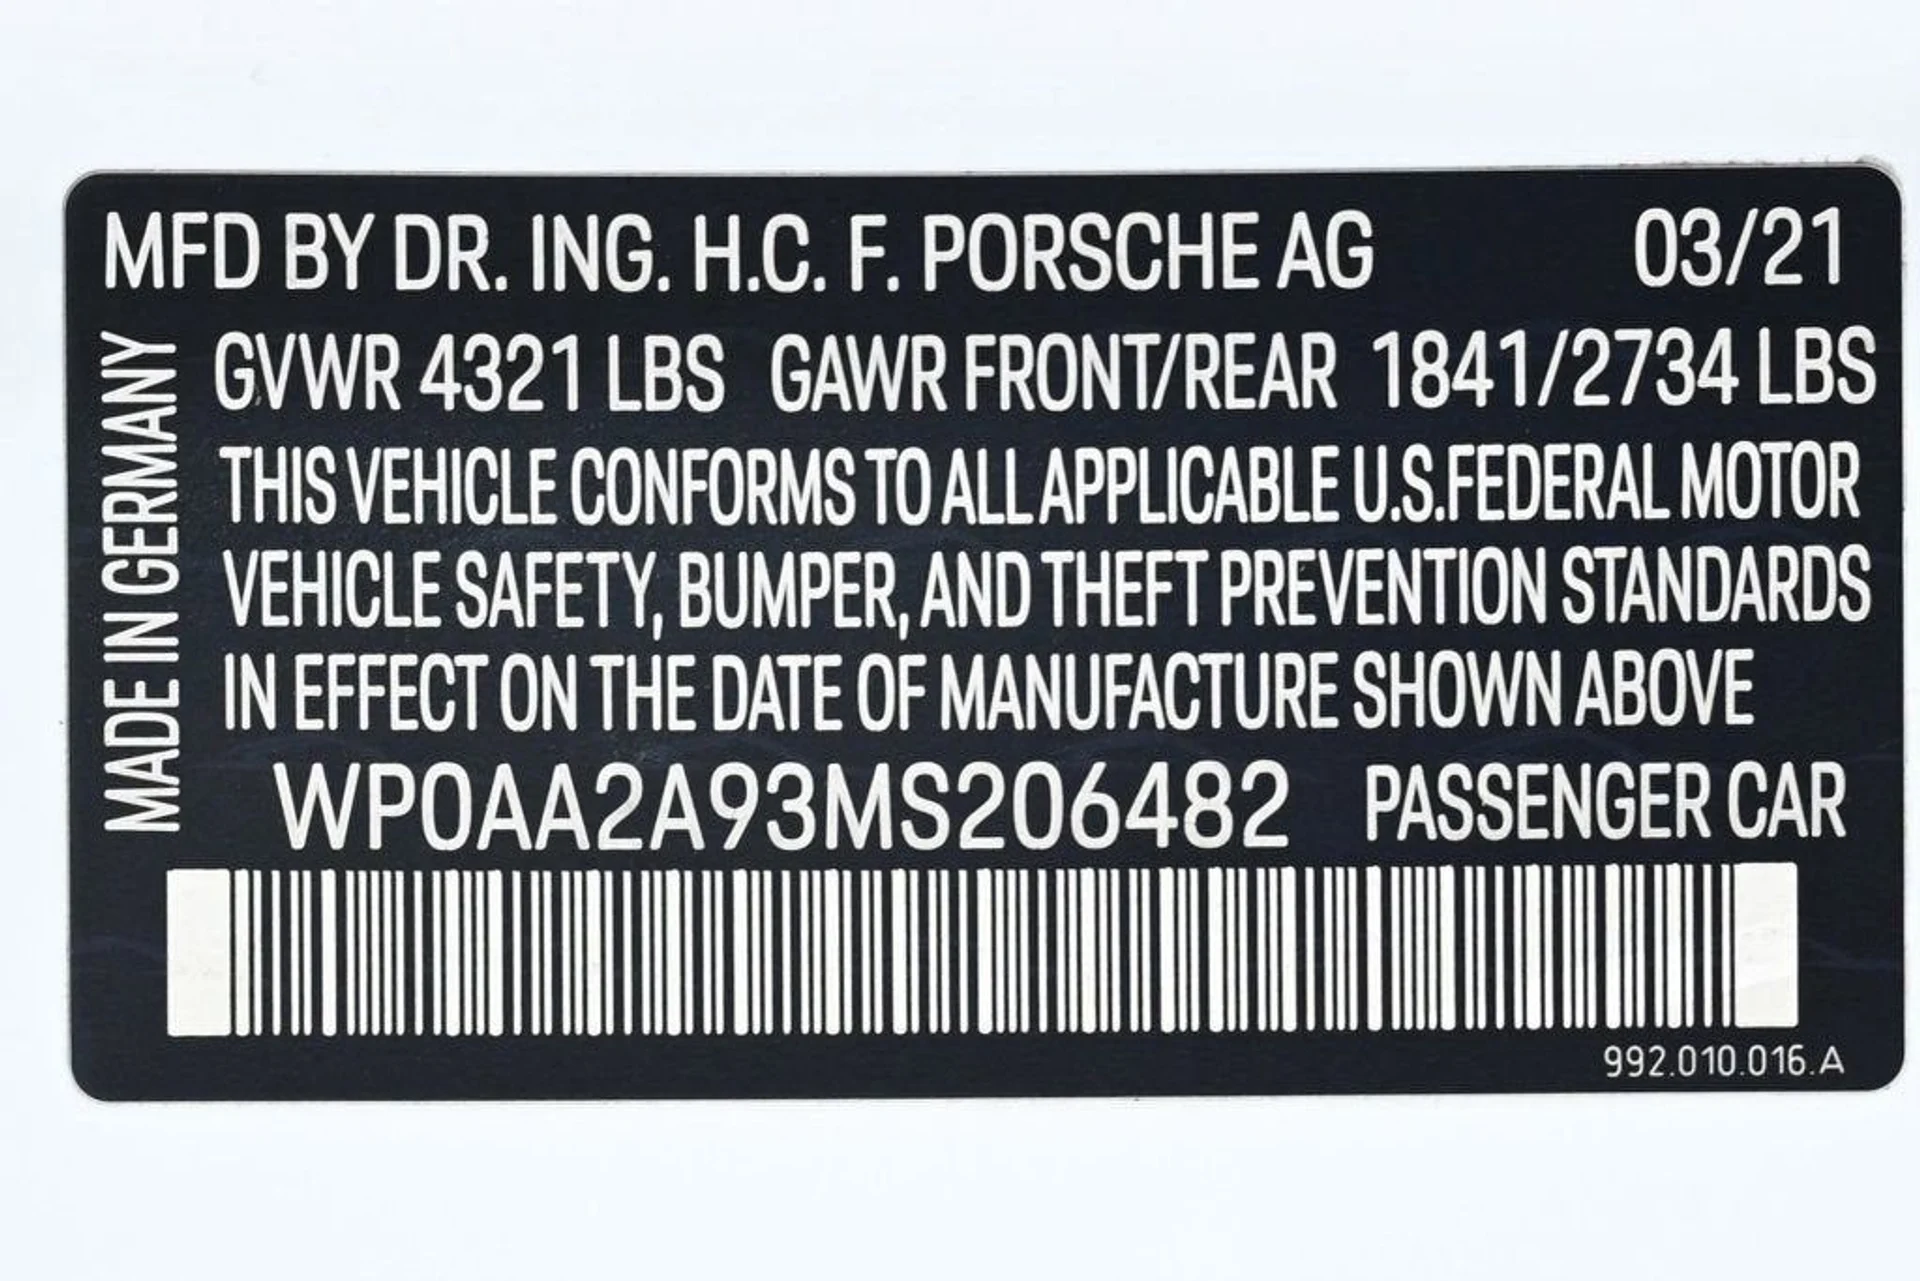 MFD BY DR. ING. H.C. F. PORSCHE AG 03/21
MADE IN GERMANY
GVWR 4321 LBS GAWR FRONT/REAR 1841/2734 LBS
THIS VEHICLE CONFORMS TO ALL APPLICABLE U.S.FEDERAL MOTOR
VEHICLE SAFETY, BUMPER, AND THEFT PREVENTION STANDARDS
IN EFFECT ON THE DATE OF MANUFACTURE SHOWN ABOVE
WP0AA2A93MS206482 PASSENGER CAR
992.010.016.A